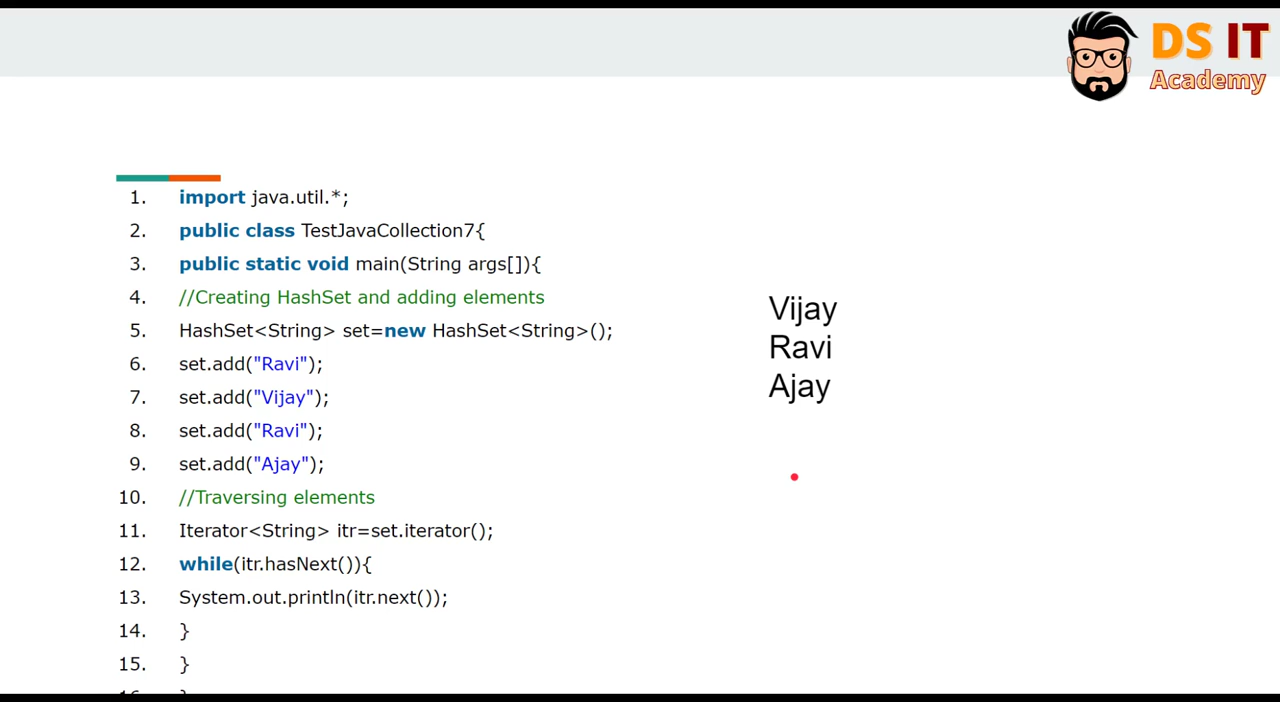 DS IT
Academy
1. import java.util.*;
2. public class TestJavaCollection7{
3. public static void main(String args[]){
4. //Creating HashSet and adding elements
5. HashSet<String> set=new HashSet<String>();
6. set.add("Ravi");
7. set.add("Vijay");
8. set.add("Ravi");
9. set.add("Ajay");
10. //Traversing elements
11. Iterator<String> itr=set.iterator();
12. while(itr.hasNext()){
13. System.out.println(itr.next());
14. }
15. }
Vijay
Ravi
Ajay